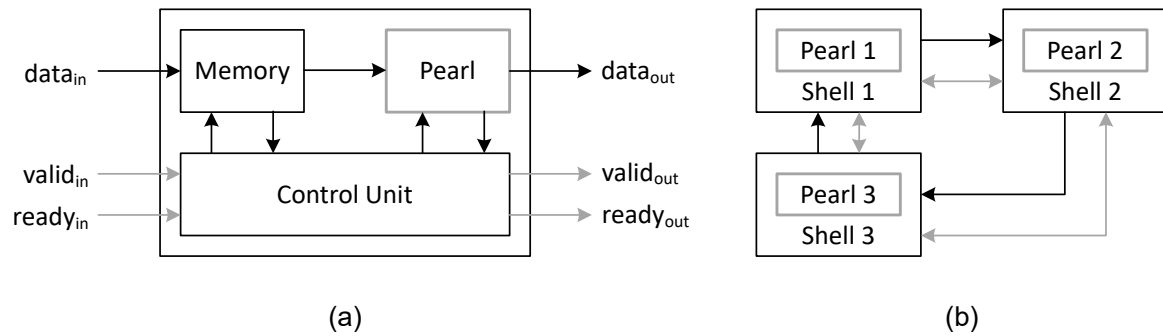 data_in
Memory
Pearl
data_out
valid_in
ready_in
Control Unit
valid_out
ready_out
(a)
Pearl 1
Shell 1
Pearl 2
Shell 2
Pearl 3
Shell 3
(b)